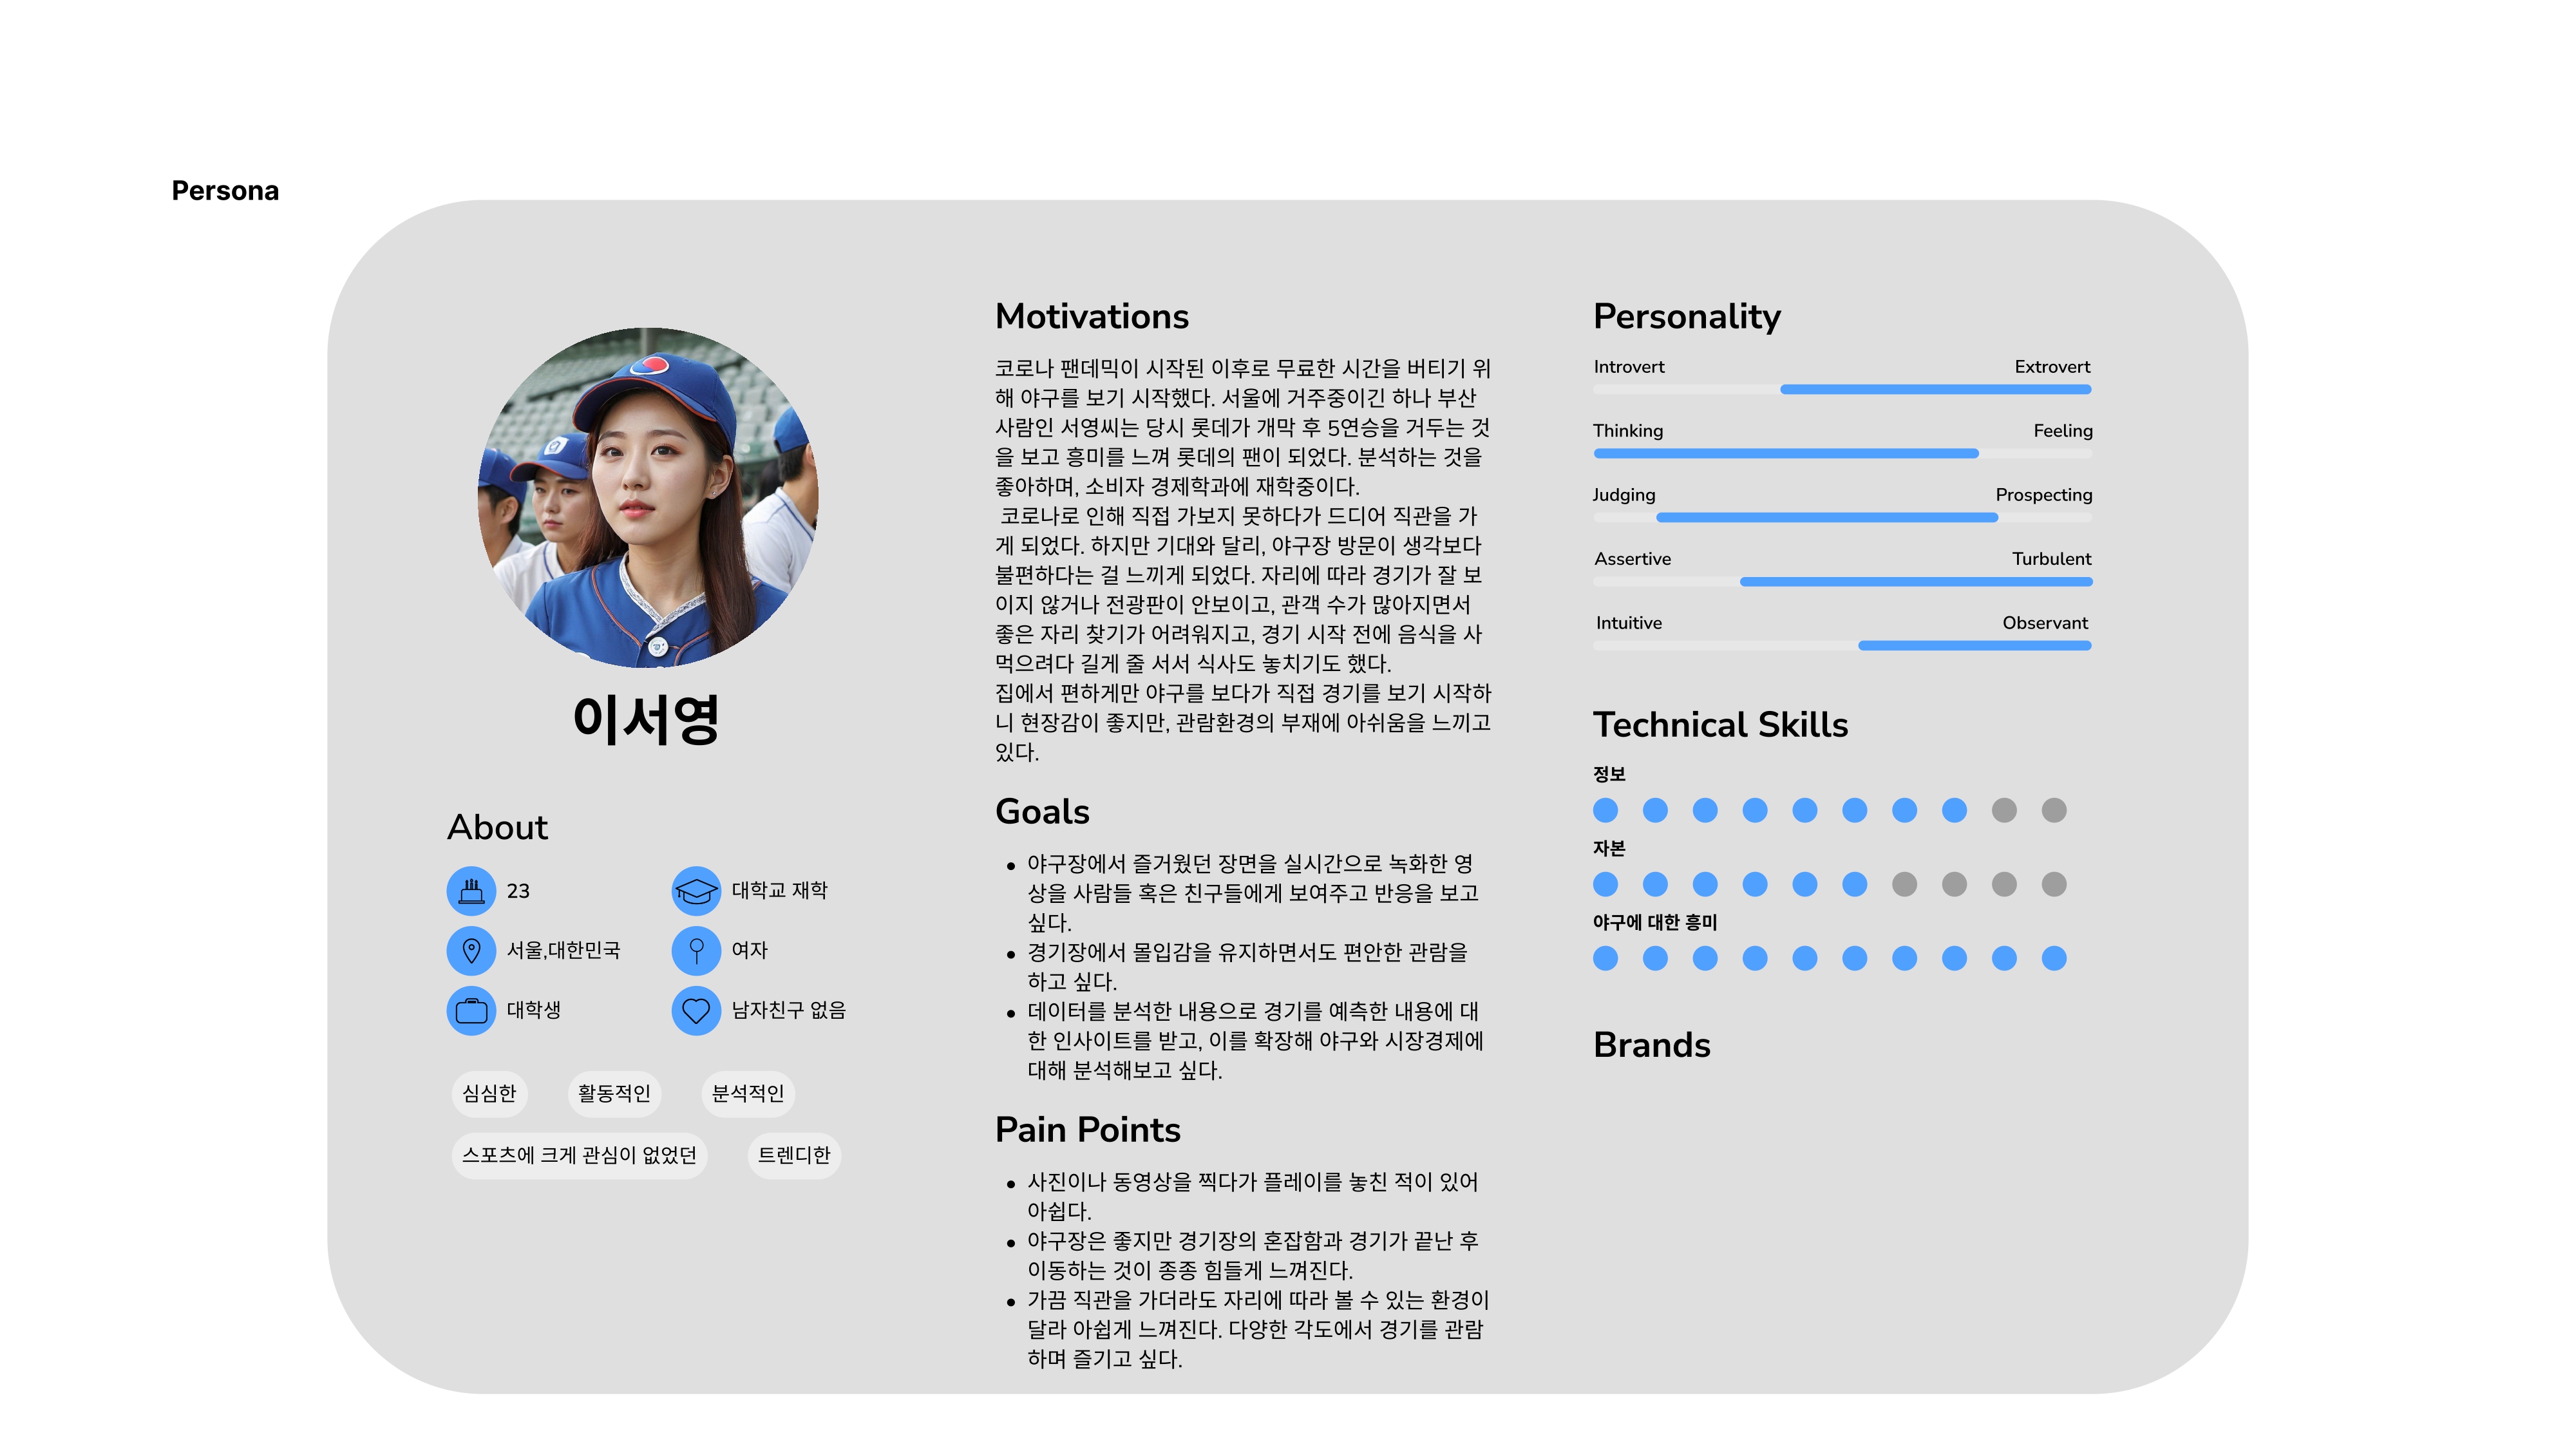 Persona
이서영
About
23
대학교 재학
서울,대한민국
여자
대학생
남자친구 없음
심심한
활동적인
분석적인
스포츠에 크게 관심이 없었던
트렌디한
Motivations
코로나 팬데믹이 시작된 이후로 무료한 시간을 버티기 위
해 야구를 보기 시작했다. 서울에 거주중이긴 하나 부산
사람인 서영씨는 당시 롯데가 개막 후 5연승을 거두는 것
을 보고 흥미를 느껴 롯데의 팬이 되었다. 분석하는 것을
좋아하며, 소비자 경제학과에 재학중이다.
코로나로 인해 직접 가보지 못하다가 드디어 직관을 가
게 되었다. 하지만 기대와 달리, 야구장 방문이 생각보다
불편하다는 걸 느끼게 되었다. 자리에 따라 경기가 잘 보
이지 않거나 전광판이 안보이고, 관객 수가 많아지면서
좋은 자리 찾기가 어려워지고, 경기 시작 전에 음식을 사
먹으려다 길게 줄 서서 식사도 놓치기도 했다.
집에서 편하게만 야구를 보다가 직접 경기를 보기 시작하
니 현장감이 좋지만, 관람환경의 부재에 아쉬움을 느끼고
있다.
Goals
• 야구장에서 즐거웠던 장면을 실시간으로 녹화한 영
상을 사람들 혹은 친구들에게 보여주고 반응을 보고
싶다.
• 경기장에서 몰입감을 유지하면서도 편안한 관람을
하고 싶다.
• 데이터를 분석한 내용으로 경기를 예측한 내용에 대
한 인사이트를 받고, 이를 확장해 야구와 시장경제에
대해 분석해보고 싶다.
Pain Points
• 사진이나 동영상을 찍다가 플레이를 놓친 적이 있어
아쉽다.
• 야구장은 좋지만 경기장의 혼잡함과 경기가 끝난 후
이동하는 것이 종종 힘들게 느껴진다.
• 가끔 직관을 가더라도 자리에 따라 볼 수 있는 환경이
달라 아쉽게 느껴진다. 다양한 각도에서 경기를 관람
하며 즐기고 싶다.
Personality
Introvert Extrovert
Thinking Feeling
Judging Prospecting
Assertive Turbulent
Intuitive Observant
Technical Skills
정보
자본
야구에 대한 흥미
Brands